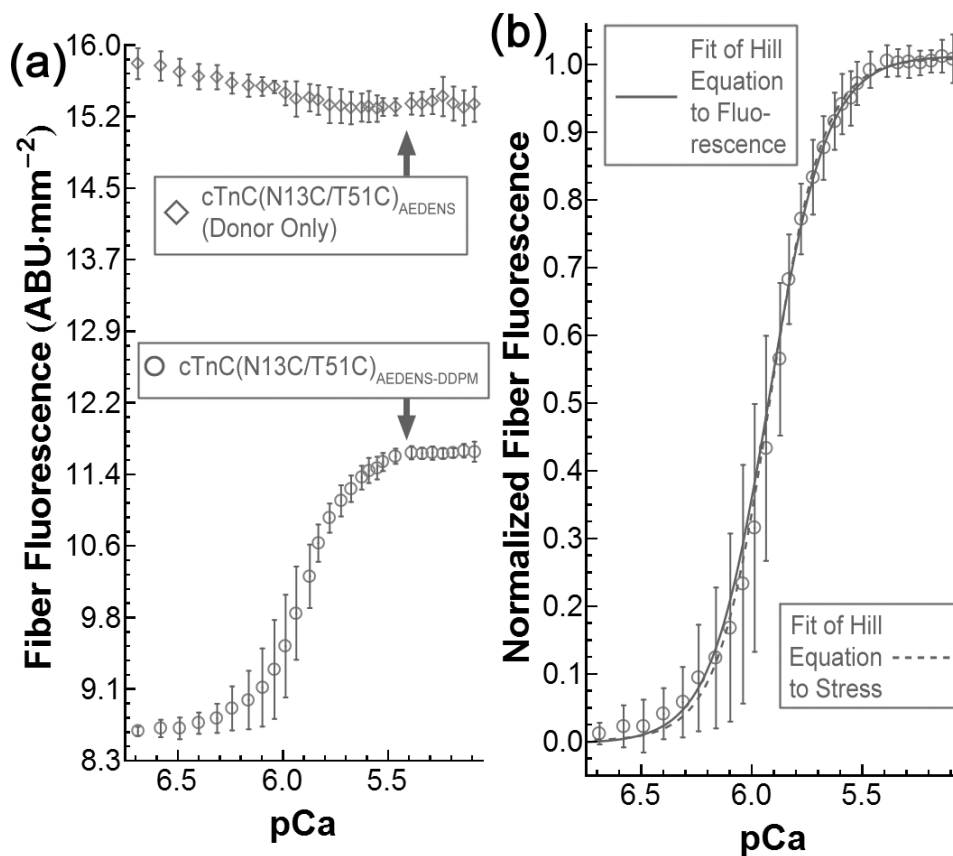 (a)
Fiber Fluorescence (ABU·mm−2)
16.0
15.2
14.5
13.7
12.9
12.2
11.4
10.6
9.8
9.1
8.3
cTnC(N13C/T51C)AEDENS
(Donor Only)
cTnC(N13C/T51C)AEDENS-DDPM
6.5 6.0 5.5
pCa
(b)
Normalized Fiber Fluorescence
1.0
0.9
0.8
0.7
0.6
0.5
0.4
0.3
0.2
0.1
0.0
Fit of Hill
Equation
to Fluo-
rescence
Fit of Hill
Equation
to Stress
6.5 6.0 5.5
pCa